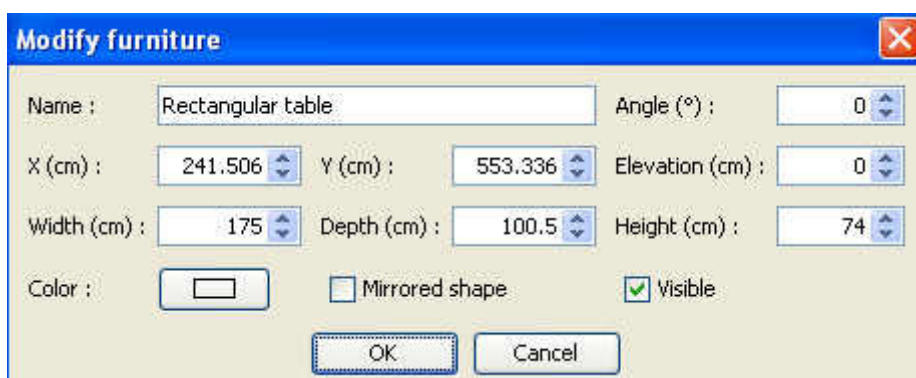 Modify furniture
Name : Rectangular table Angle (°) : 0
X (cm) : 241.506 Y (cm) : 553.336 Elevation (cm) : 0
Width (cm) : 175 Depth (cm) : 100.5 Height (cm) : 74
Color : Mirrored shape Visible
OK Cancel